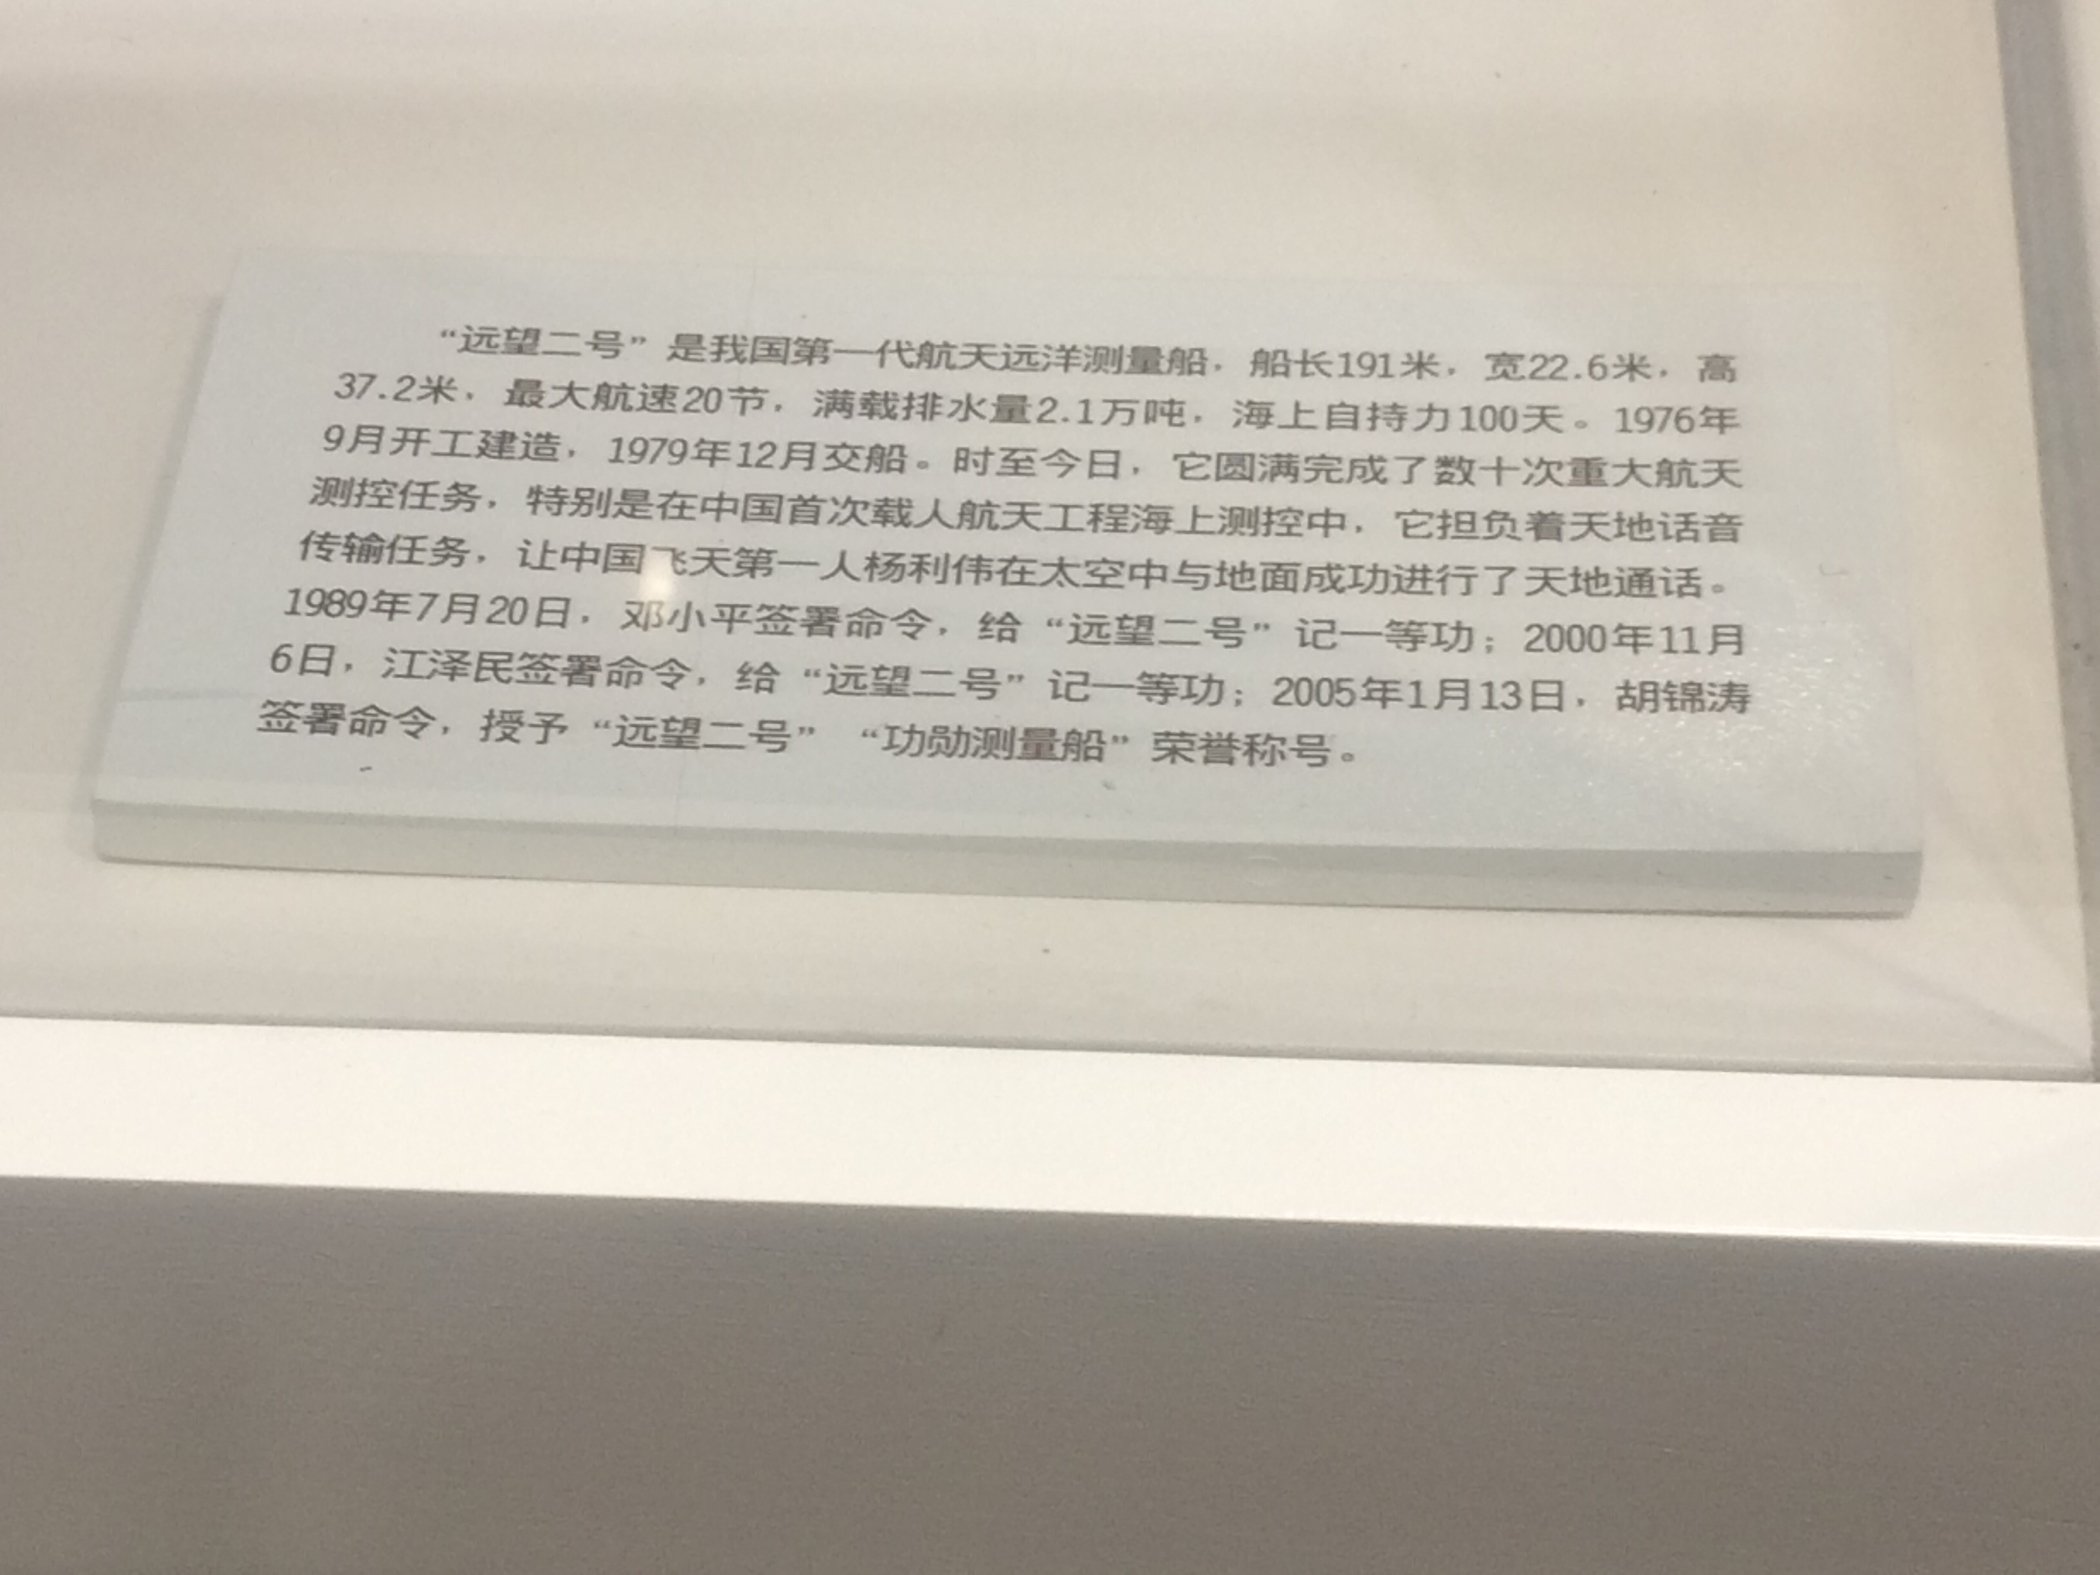 “远望二号”是我国第一代航天远洋测量船，船长191米，宽22.6米，高
37.2米，最大航速20节，满载排水量2.1万吨，海上自持力100天。1976年
9月开工建造，1979年12月交船。时至今日，它圆满完成了数十次重大航天
测控任务，特别是在中国首次载人航天工程海上测控中，它担负着天地话音
传输任务，让中国飞天第一人杨利伟在太空中与地面成功进行了天地通话。
1989年7月20日，邓小平签署命令，给“远望二号”记一等功；2000年11月
6日，江泽民签署命令，给“远望二号”记一等功；2005年1月13日，胡锦涛
签署命令，授予“远望二号”“功勋测量船”荣誉称号。